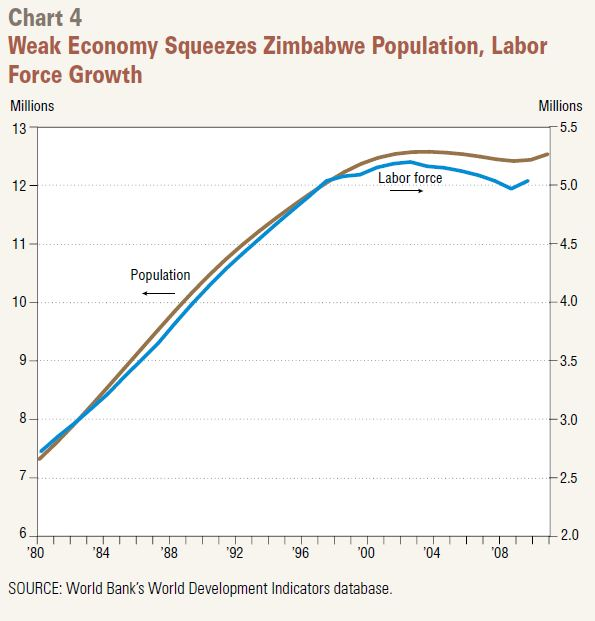 Chart 4
Weak Economy Squeezes Zimbabwe Population, Labor
Force Growth
Millions Millions
13 5.5
12 5.0
Labor force
11 4.5
Population
10 4.0
9 3.5
8 3.0
7 2.5
6 2.0
'80 '84 '88 '92 '96 '00 '04 '08
SOURCE: World Bank's World Development Indicators database.